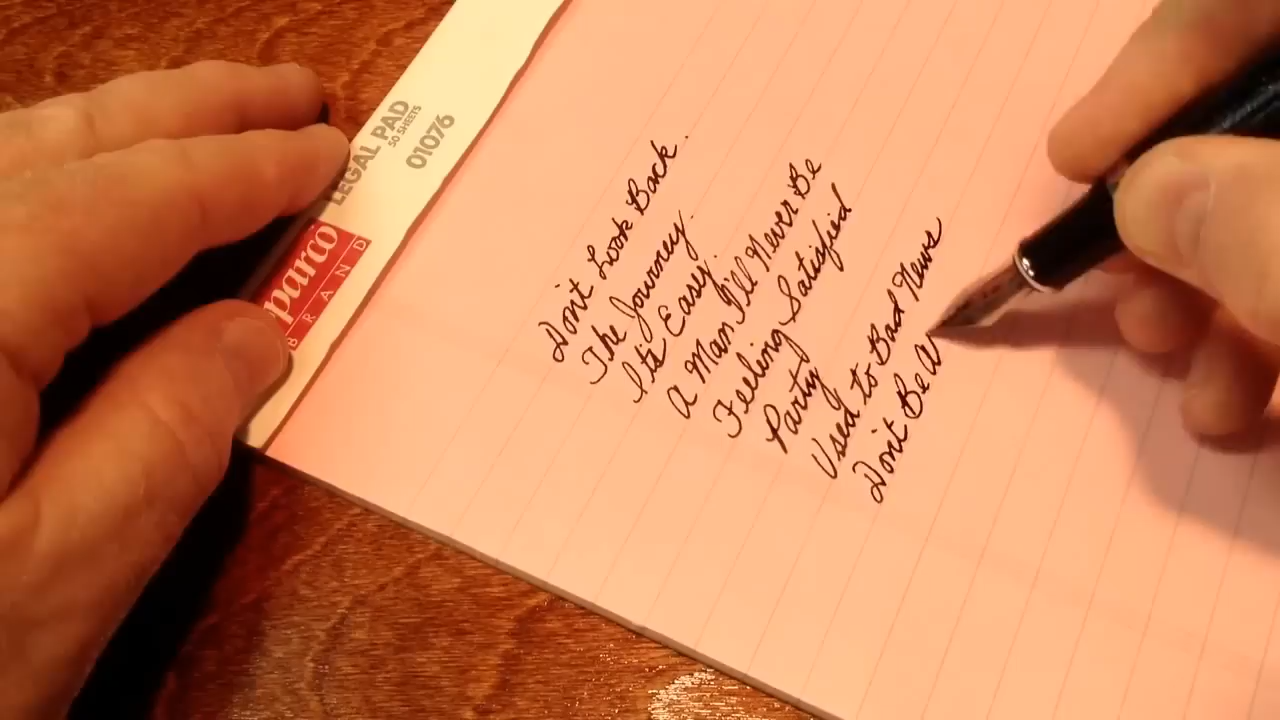 LEGAL PAD
50 SHEETS
01076
parco
BRAND
Don't Look Back.
The Journey.
It's Easy.
A Man I'll Never Be
Feeling Satisfied
Party
Used to Bad News
Don't Be A